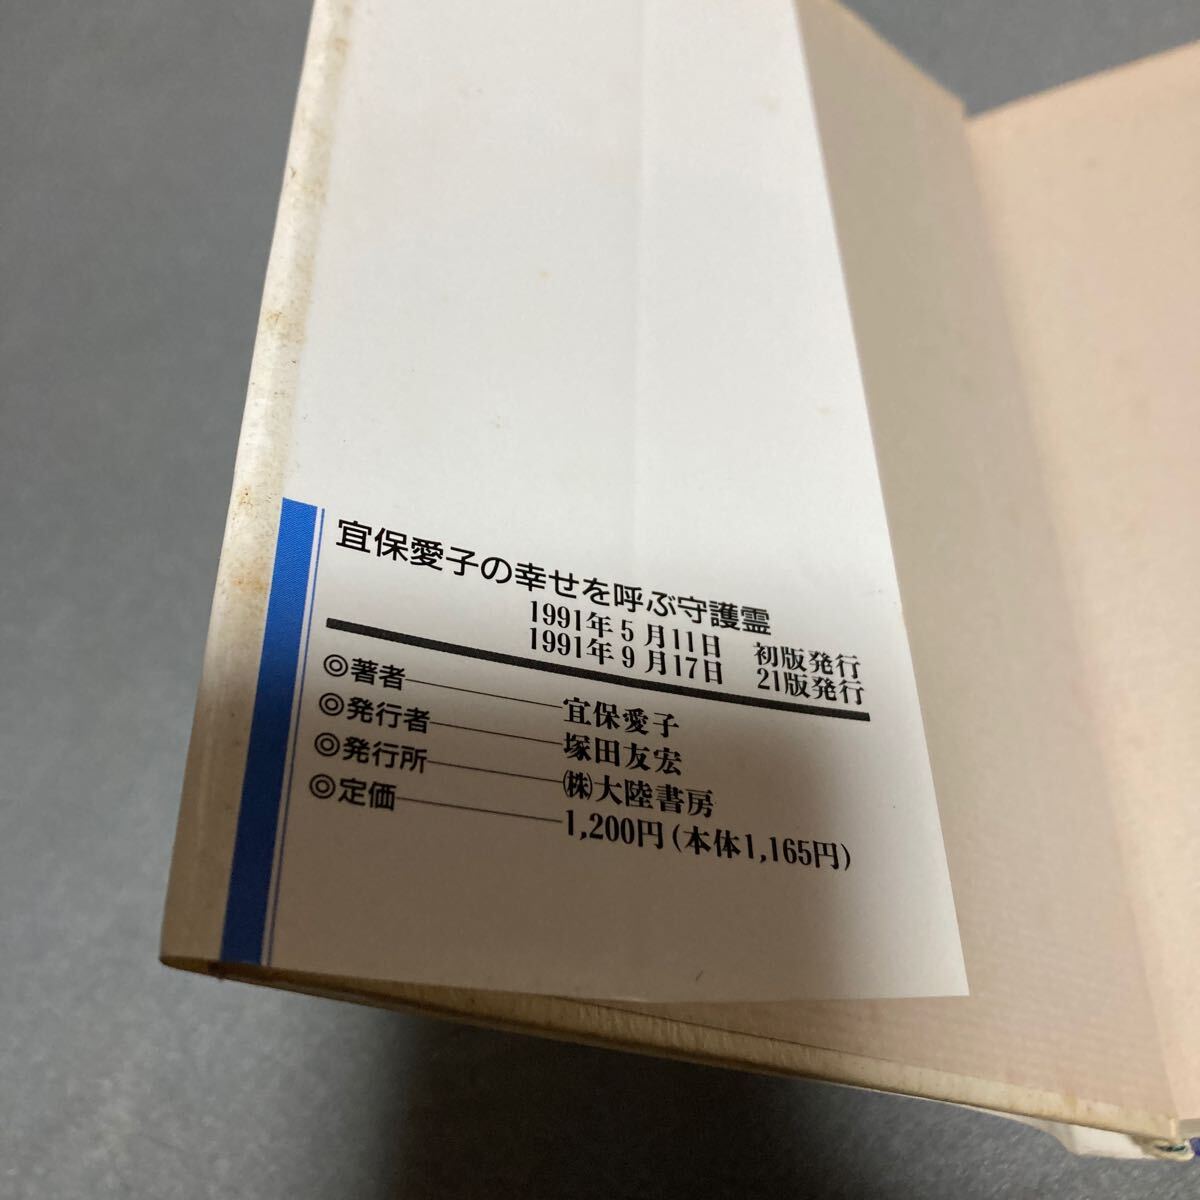 宜保愛子の幸せを呼ぶ守護霊
1991年5月11日 初版発行
1991年9月17日 21版発行
◎著者―――――宜保愛子
◎発行者――――塚田友宏
◎発行所――――㈱大陸書房
◎定価―――――1,200円(本体1,165円)